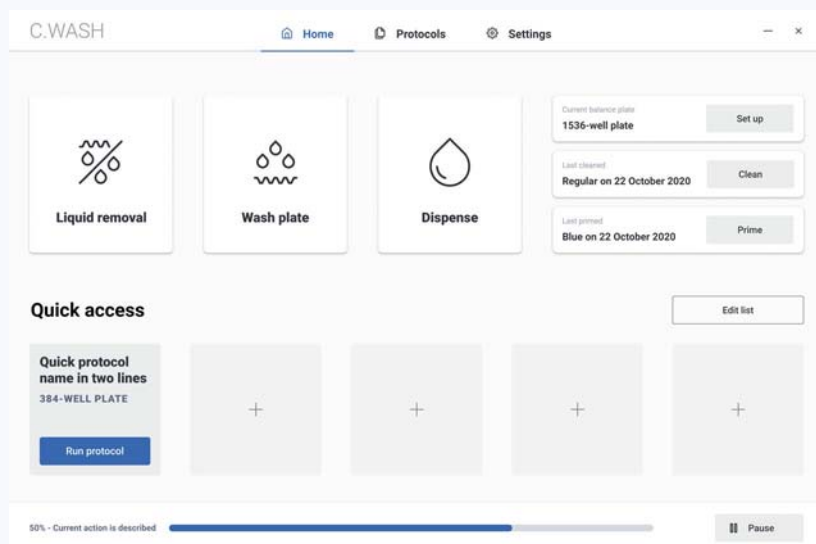 C.WASH
Home
Protocols
Settings
Liquid removal
Wash plate
Dispense
Current balance plate
1536-well plate
Set up
Last cleaned
Regular on 22 October 2020
Clean
Last primed
Blue on 22 October 2020
Prime
Quick access
Edit list
Quick protocol
name in two lines
384-WELL PLATE
Run protocol
50% - Current action is described
Pause